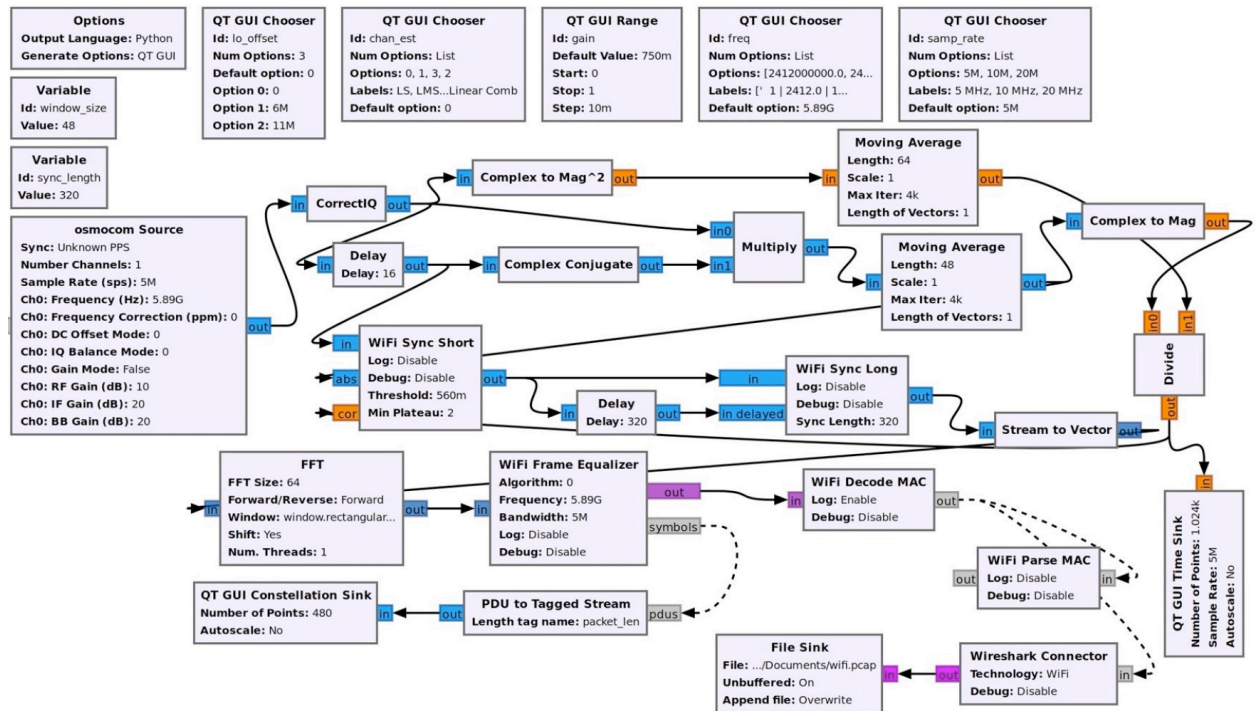 Options
Output Language: Python
Generate Options: QT GUI
QT GUI Chooser
Id: lo_offset
Num Options: 3
Default option: 0
Option 0: 0
Option 1: 6M
Option 2: 11M
QT GUI Chooser
Id: chan_est
Num Options: List
Options: 0, 1, 3, 2
Labels: LS, LMS...Linear Comb
Default option: 0
QT GUI Range
Id: gain
Default Value: 750m
Start: 0
Stop: 1
Step: 10m
QT GUI Chooser
Id: freq
Num Options: List
Options: [2412000000.0, 24...
Labels: [' 1 | 2412.0 | 1...
Default option: 5.89G
QT GUI Chooser
Id: samp_rate
Num Options: List
Options: 5M, 10M, 20M
Labels: 5 MHz, 10 MHz, 20 MHz
Default option: 5M
Variable
Id: window_size
Value: 48
Variable
Id: sync_length
Value: 320
osmocom Source
Sync: Unknown PPS
Number Channels: 1
Sample Rate (sps): 5M
Ch0: Frequency (Hz): 5.89G
Ch0: Frequency Correction (ppm): 0
Ch0: DC Offset Mode: 0
Ch0: IQ Balance Mode: 0
Ch0: Gain Mode: False
Ch0: RF Gain (dB): 10
Ch0: IF Gain (dB): 20
Ch0: BB Gain (dB): 20
out
in
CorrectIQ
out
in
Complex to Mag^2
out
in
Moving Average
Length: 64
Scale: 1
Max Iter: 4k
Length of Vectors: 1
out
in
Delay
Delay: 16
out
in
Complex Conjugate
out
in0
in1
Multiply
out
in
Moving Average
Length: 48
Scale: 1
Max Iter: 4k
Length of Vectors: 1
out
in
Complex to Mag
out
in0
in1
Divide
out
in
abs
cor
WiFi Sync Short
Log: Disable
Debug: Disable
Threshold: 560m
Min Plateau: 2
out
in
Delay
Delay: 320
out
in
in delayed
WiFi Sync Long
Log: Disable
Debug: Disable
Sync Length: 320
out
in
Stream to Vector
out
in
FFT
FFT Size: 64
Forward/Reverse: Forward
Window: window.rectangular...
Shift: Yes
Num. Threads: 1
out
in
WiFi Frame Equalizer
Algorithm: 0
Frequency: 5.89G
Bandwidth: 5M
Log: Disable
Debug: Disable
out
symbols
in
WiFi Decode MAC
Log: Enable
Debug: Disable
out
out
WiFi Parse MAC
Log: Disable
Debug: Disable
in
in
QT GUI Time Sink
Number of Points: 1.024k
Sample Rate: 5M
Autoscale: No
QT GUI Constellation Sink
Number of Points: 480
Autoscale: No
in
out
PDU to Tagged Stream
Length tag name: packet_len
pdus
File Sink
File: .../Documents/wifi.pcap
Unbuffered: On
Append file: Overwrite
in
out
Wireshark Connector
Technology: WiFi
Debug: Disable
in